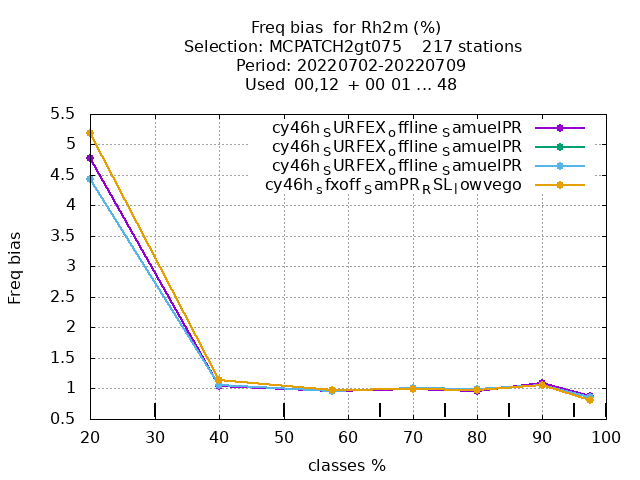 Freq bias for Rh2m (%)
Selection: MCPATCH2gt075 217 stations
Period: 20220702-20220709
Used 00,12 + 00 01 ... 48
cy46h_SURFEX_offline_SamuelPR
cy46h_SURFEX_offline_SamuelPR
cy46h_SURFEX_offline_SamuelPR
cy46h_sfxoff_SamPR_RSL_lowvego
Freq bias
5.5
5
4.5
4
3.5
3
2.5
2
1.5
1
0.5
20 30 40 50 60 70 80 90 100
classes %